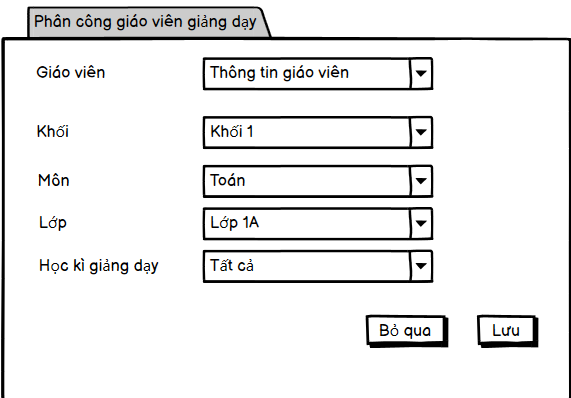 Phân công giáo viên giảng dạy
Giáo viên Thông tin giáo viên
Khối Khối 1
Môn Toán
Lớp Lớp 1A
Học kì giảng dạy Tất cả
Bỏ qua Lưu